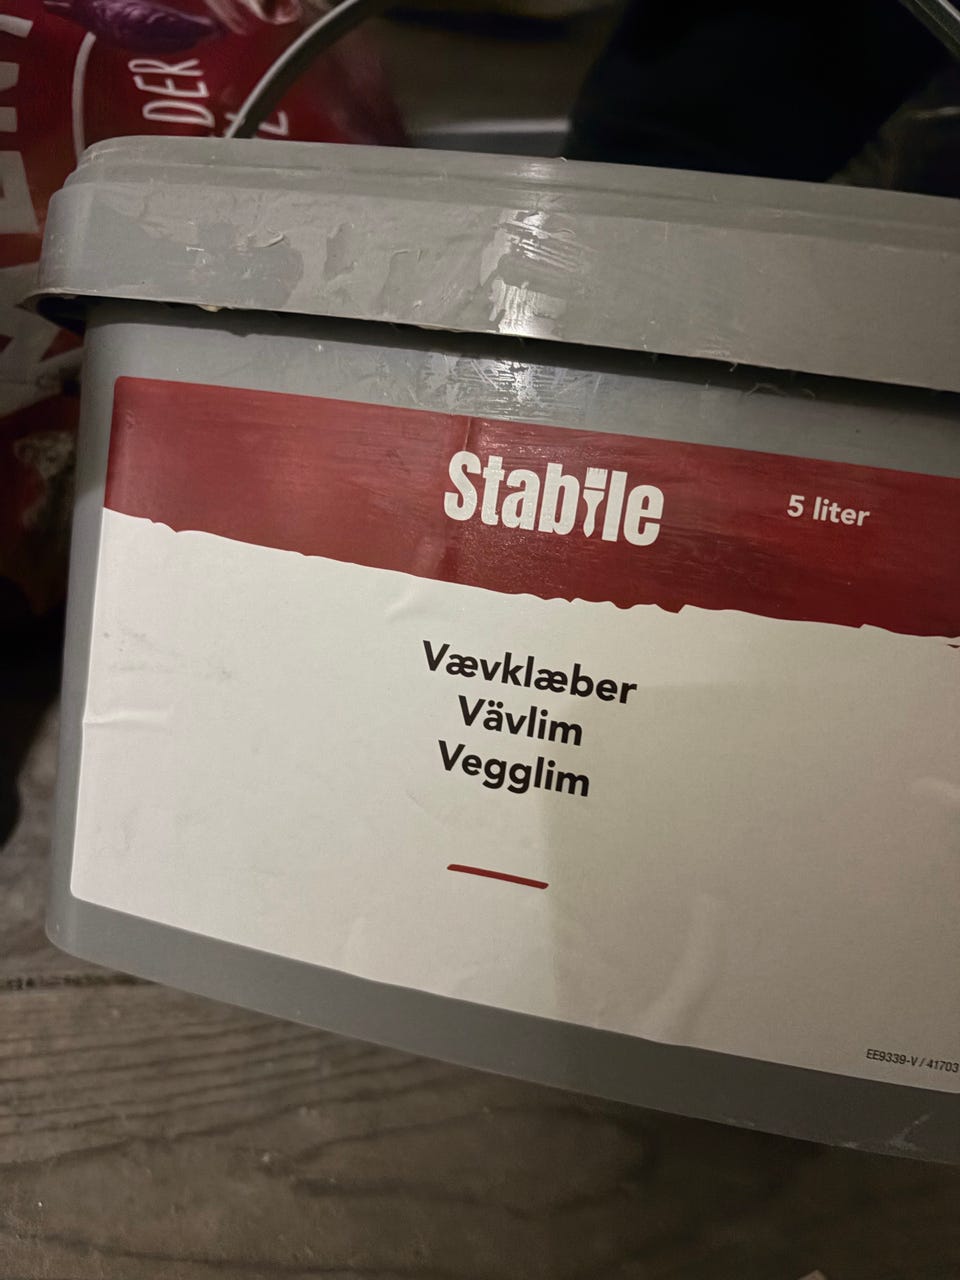 DER
Stabile
5 liter
Vævklæber
Vävlim
Vegglim
EE9339-V / 41703